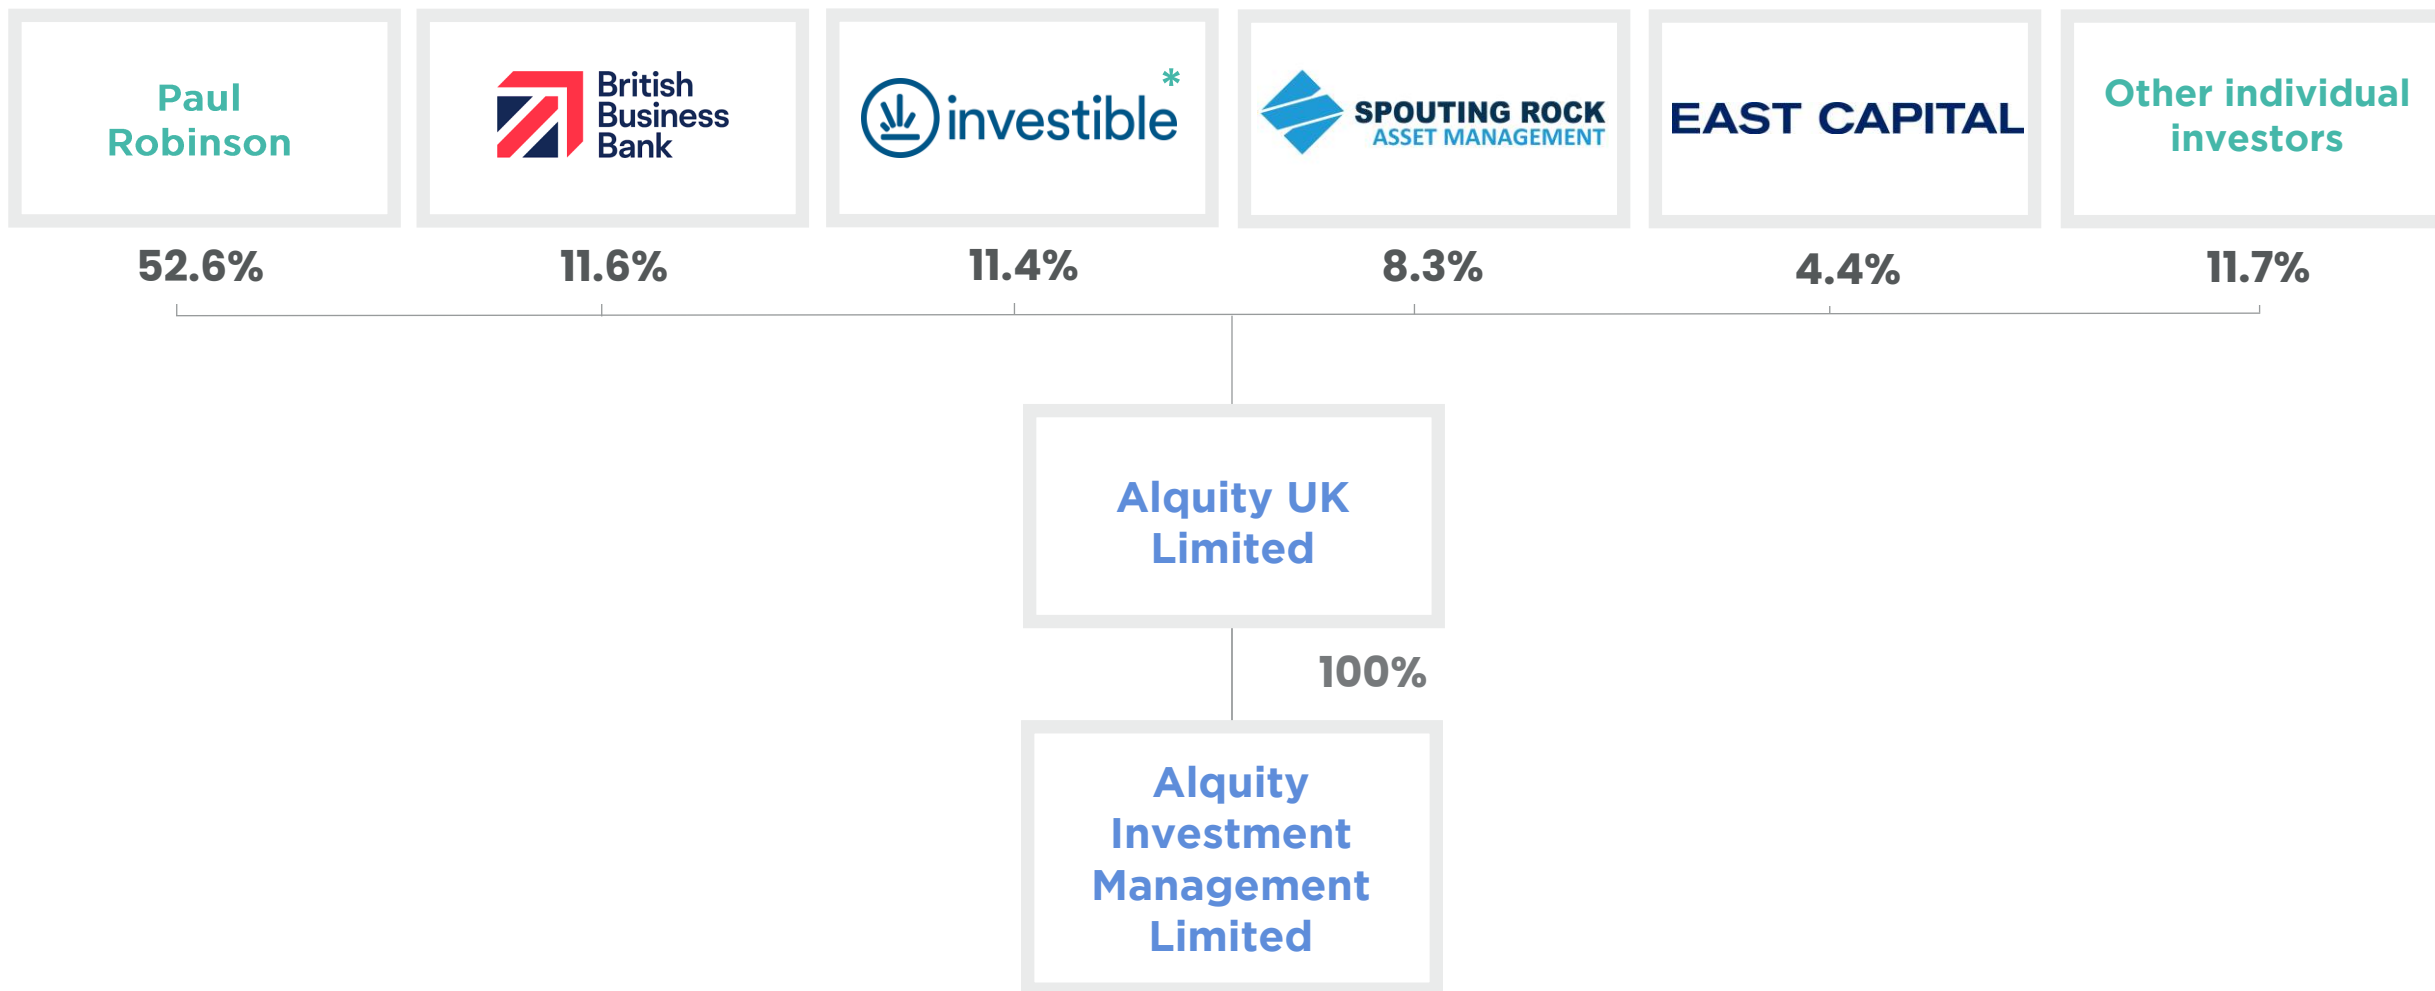 Paul
Robinson
British
Business
Bank
investible*
SPOUTING ROCK
ASSET MANAGEMENT
EAST CAPITAL
Other individual
investors
52.6%
11.6%
11.4%
8.3%
4.4%
11.7%
Alquity UK
Limited
100%
Alquity
Investment
Management
Limited